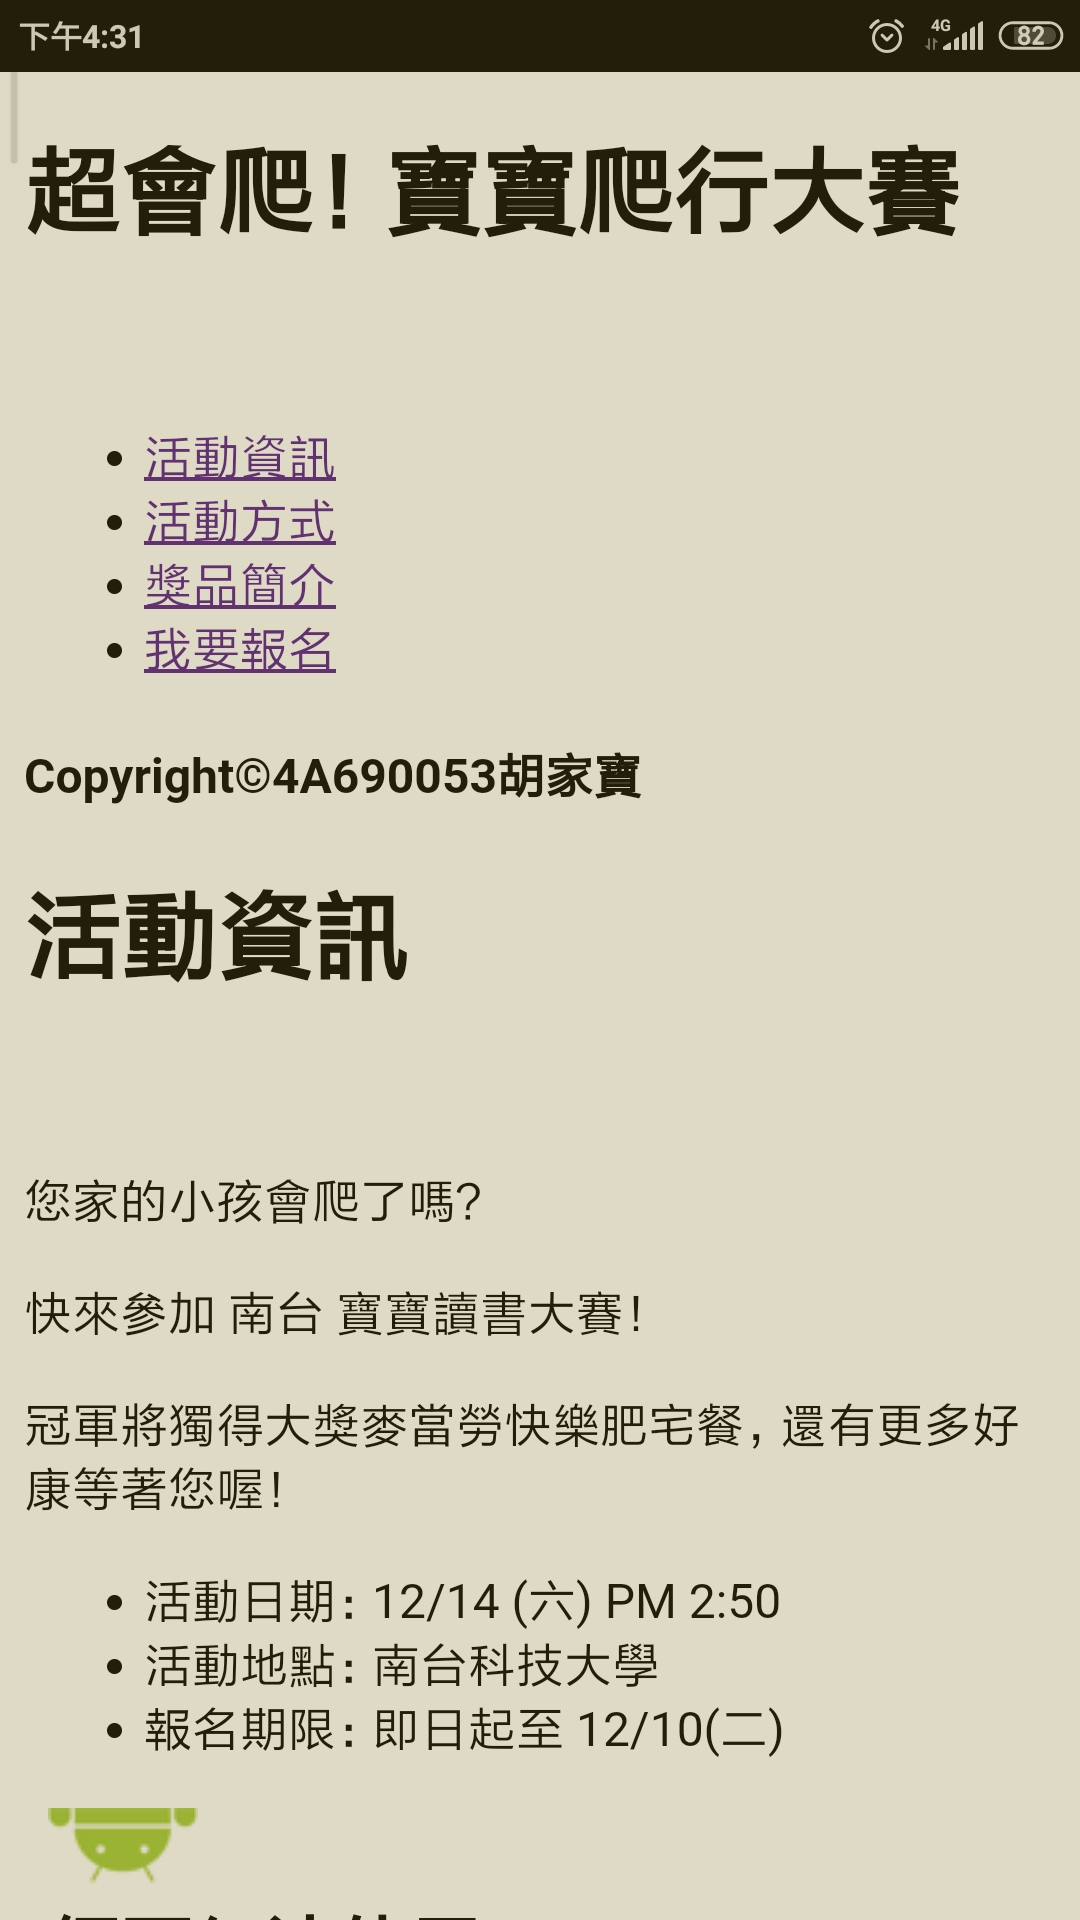 下午4:31
4G
82
超會爬！寶寶爬行大賽
活動資訊
活動方式
獎品簡介
我要報名
Copyright©4A690053胡家寶
活動資訊
您家的小孩會爬了嗎？
快來參加 南台 寶寶讀書大賽！
冠軍將獨得大獎麥當勞快樂肥宅餐，還有更多好
康等著您喔！
活動日期：12/14 (六) PM 2:50
活動地點：南台科技大學
報名期限：即日起至 12/10(二)